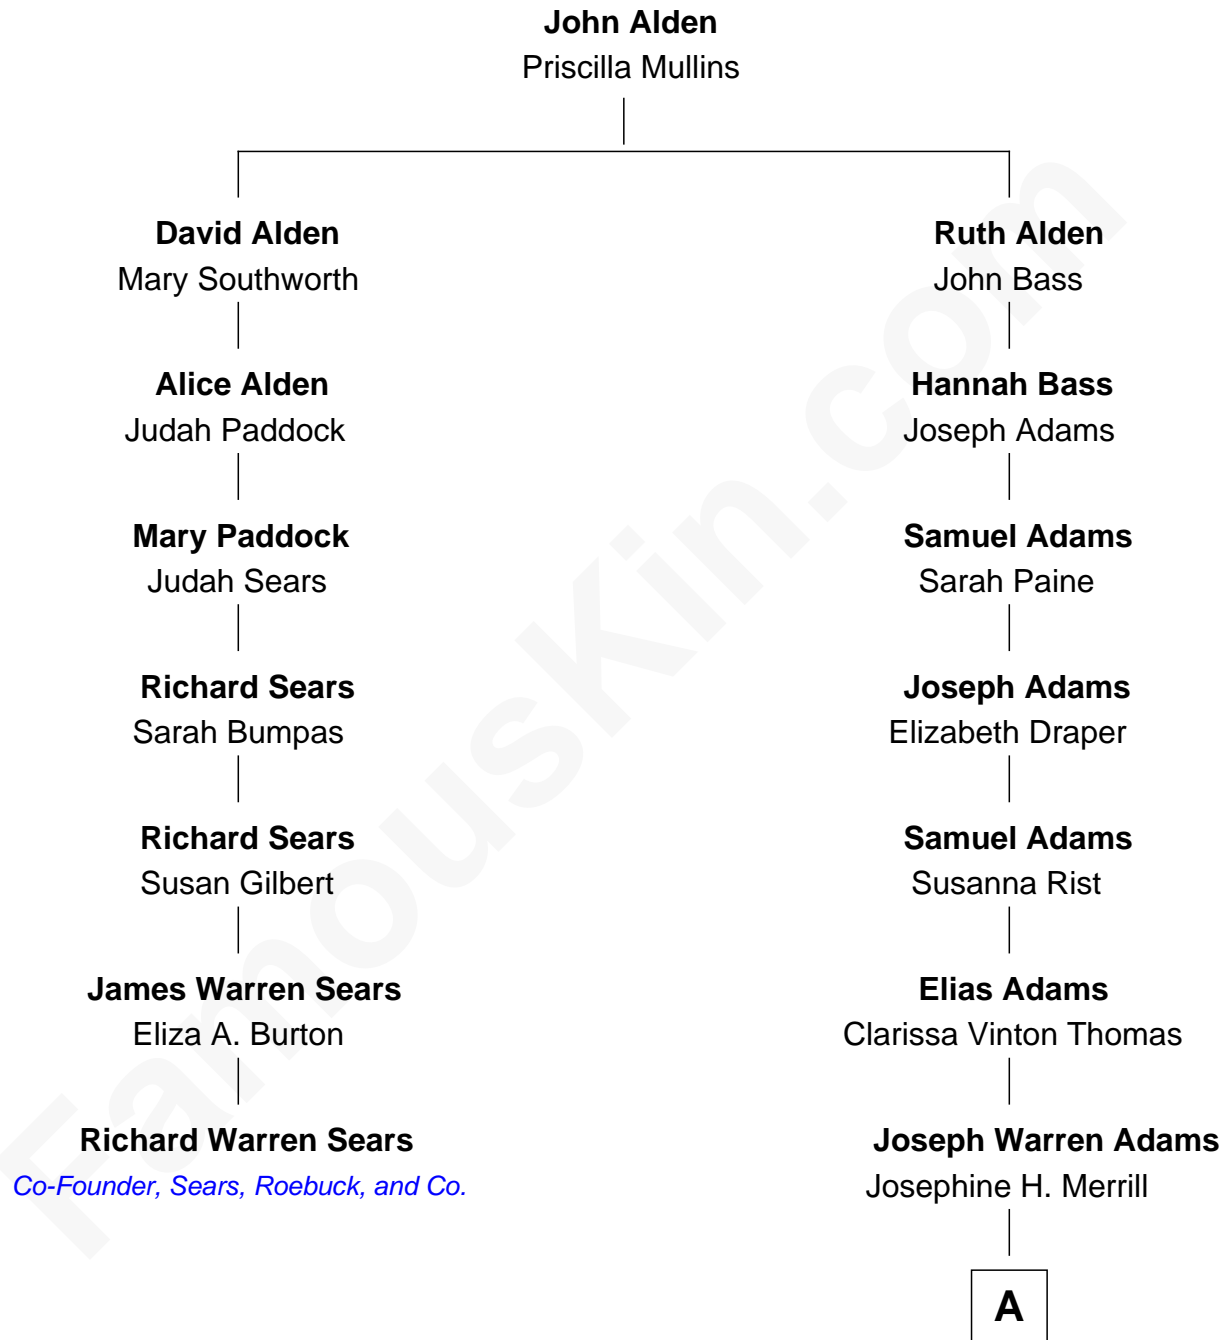 John Alden
Priscilla Mullins
David Alden
Mary Southworth
Ruth Alden
John Bass
Alice Alden
Judah Paddock
Hannah Bass
Joseph Adams
Mary Paddock
Judah Sears
Samuel Adams
Sarah Paine
Richard Sears
Sarah Bumpas
Joseph Adams
Elizabeth Draper
Richard Sears
Susan Gilbert
Samuel Adams
Susanna Rist
James Warren Sears
Eliza A. Burton
Elias Adams
Clarissa Vinton Thomas
Richard Warren Sears
Co-Founder, Sears, Roebuck, and Co.
Joseph Warren Adams
Josephine H. Merrill
A
FamousKin.com